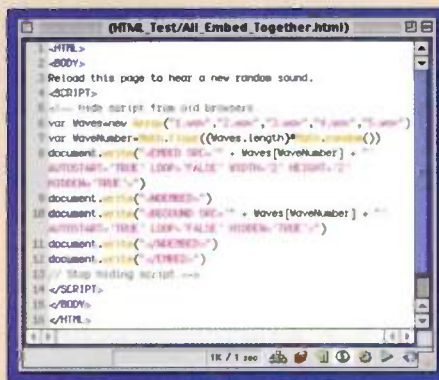 (HTML_Test/All_Embed_Together.html)
1 <HTML>
2 <BODY>
3 Reload this page to hear a new random sound.
4 <SCRIPT>
5 <!-- Hide script from old browsers
6 var Waves=new Array("1.wav","2.wav","3.wav","4.wav","5.wav")
7 var WaveNumber=Math.floor((Waves.length)*Math.random())
8 document.write("<EMBED SRC='" + Waves[WaveNumber] + "'
AUTOSTART='TRUE' LOOP='FALSE' WIDTH='2' HEIGHT='2'
HIDDEN='TRUE'>")
9 document.write("<NOEMBED>")
10 document.write("<BGSOUND SRC='" + Waves[WaveNumber] + "'
AUTOSTART='TRUE' LOOP='FALSE' HIDDEN='TRUE'>")
11 document.write("</NOEMBED>")
12 document.write("</EMBED>")
13 // Stop hiding script -->
14 </SCRIPT>
15 </BODY>
16 </HTML>
1K / 1 sec